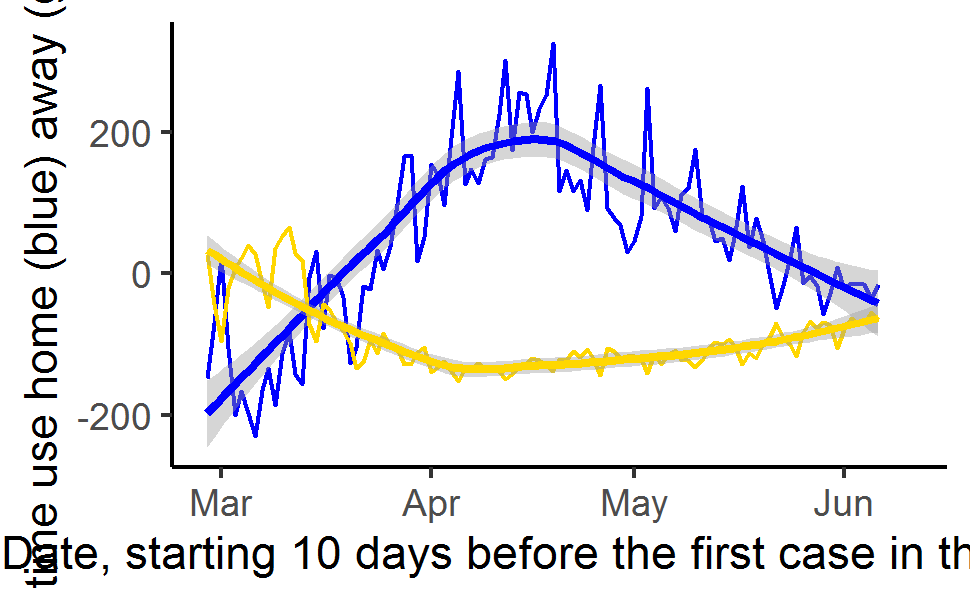 time use home (blue) away (g
200
0
-200
Mar Apr May Jun
Date, starting 10 days before the first case in th